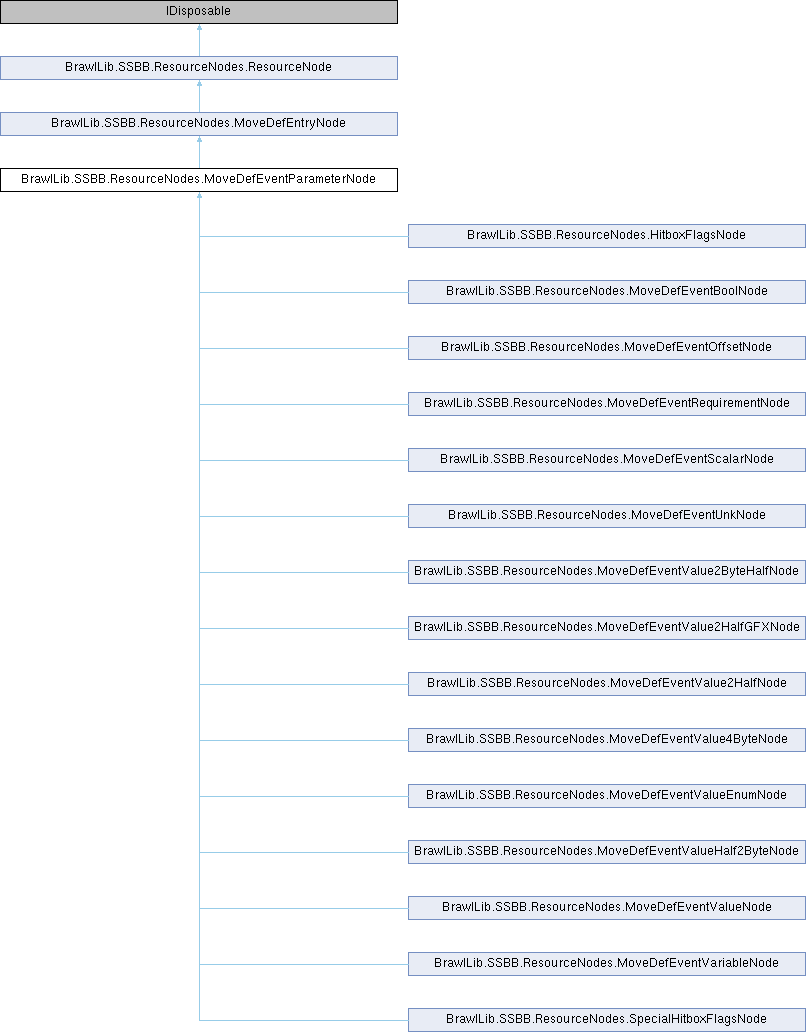 IDisposable
BrawlLib.SSBB.ResourceNodes.ResourceNode
BrawlLib.SSBB.ResourceNodes.MoveDefEntryNode
BrawlLib.SSBB.ResourceNodes.MoveDefEventParameterNode
BrawlLib.SSBB.ResourceNodes.HitboxFlagsNode
BrawlLib.SSBB.ResourceNodes.MoveDefEventBoolNode
BrawlLib.SSBB.ResourceNodes.MoveDefEventOffsetNode
BrawlLib.SSBB.ResourceNodes.MoveDefEventRequirementNode
BrawlLib.SSBB.ResourceNodes.MoveDefEventScalarNode
BrawlLib.SSBB.ResourceNodes.MoveDefEventUnkNode
BrawlLib.SSBB.ResourceNodes.MoveDefEventValue2ByteHalfNode
BrawlLib.SSBB.ResourceNodes.MoveDefEventValue2HalfGFXNode
BrawlLib.SSBB.ResourceNodes.MoveDefEventValue2HalfNode
BrawlLib.SSBB.ResourceNodes.MoveDefEventValue4ByteNode
BrawlLib.SSBB.ResourceNodes.MoveDefEventValueEnumNode
BrawlLib.SSBB.ResourceNodes.MoveDefEventValueHalf2ByteNode
BrawlLib.SSBB.ResourceNodes.MoveDefEventValueNode
BrawlLib.SSBB.ResourceNodes.MoveDefEventVariableNode
BrawlLib.SSBB.ResourceNodes.SpecialHitboxFlagsNode